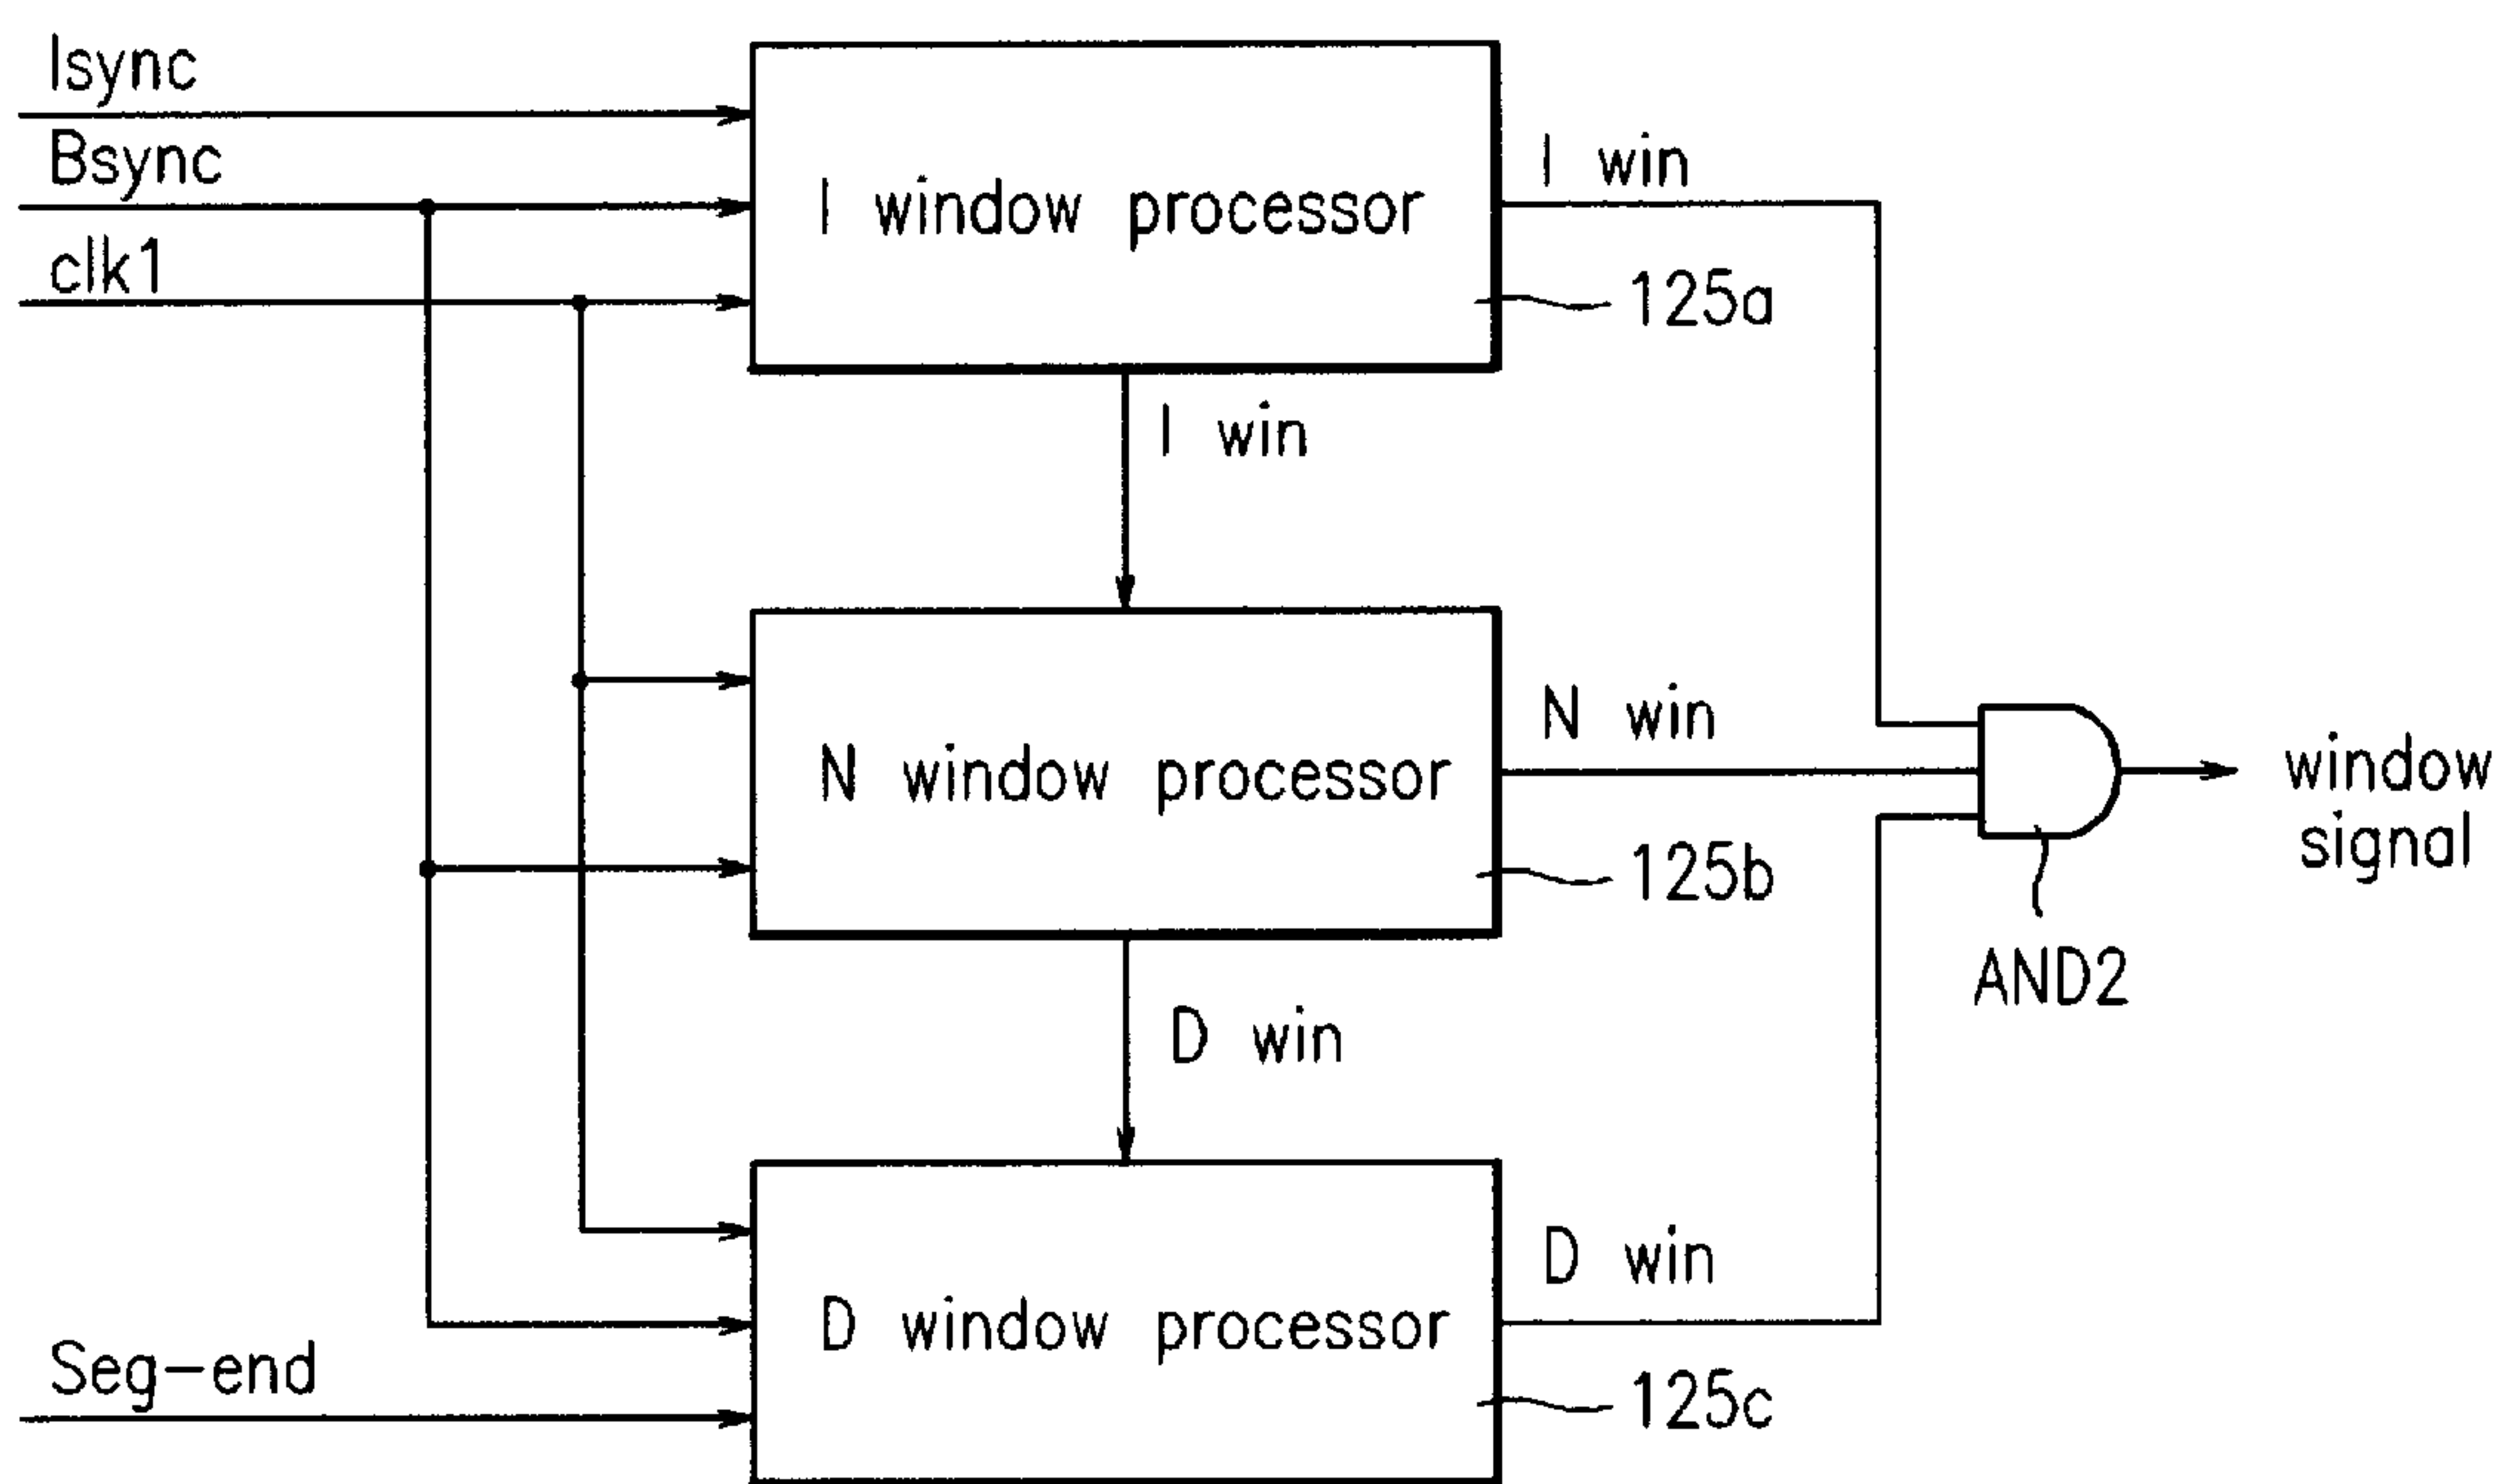 Isync
Bsync
clk1
I window processor
I win
125a
I win
N window processor
N win
125b
window
signal
AND2
D win
D window processor
D win
125c
Seg-end